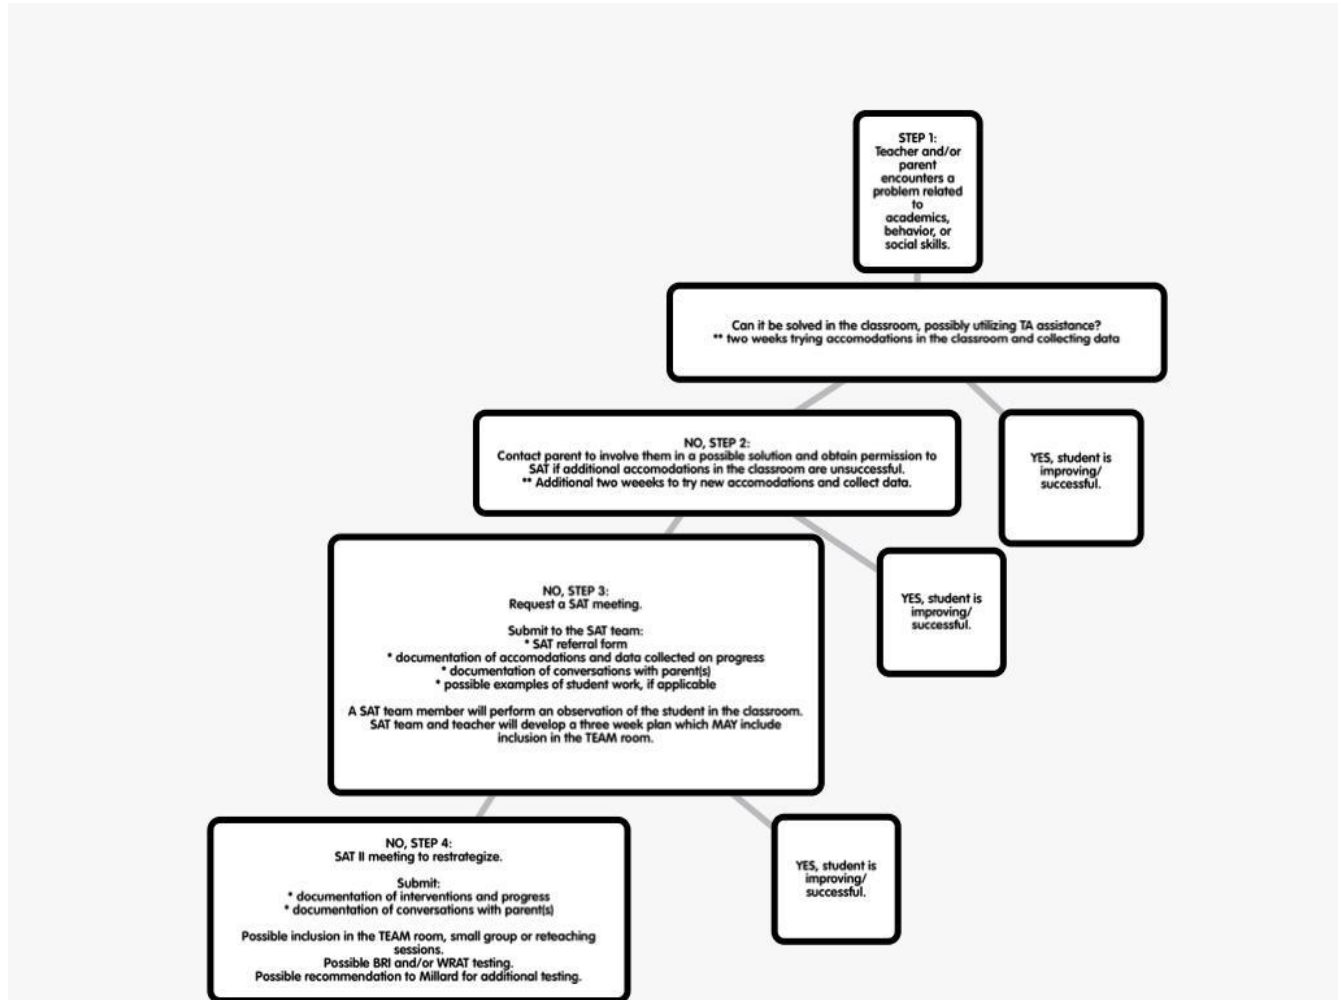 STEP 1:
Teacher and/or
parent
encounters a
problem related
to
academics,
behavior, or
social skills.
Can it be solved in the classroom, possibly utilizing TA assistance?
** two weeks trying accomodations in the classroom and collecting data
NO, STEP 2:
Contact parent to involve them in a possible solution and obtain permission to
SAT if additional accomodations in the classroom are unsuccessful.
** Additional two weeeks to try new accomodations and collect data.
YES, student is
improving/
successful.
NO, STEP 3:
Request a SAT meeting.
Submit to the SAT team:
* SAT referral form
* documentation of accomodations and data collected on progress
* documentation of conversations with parent(s)
* possible examples of student work, if applicable
A SAT team member will perform an observation of the student in the classroom.
SAT team and teacher will develop a three week plan which MAY include
inclusion in the TEAM room.
YES, student is
improving/
successful.
NO, STEP 4:
SAT II meeting to restrategize.
Submit:
* documentation of interventions and progress
* documentation of conversations with parent(s)
Possible inclusion in the TEAM room, small group or reteaching
sessions.
Possible BRI and/or WRAT testing.
Possible recommendation to Millard for additional testing.
YES, student is
improving/
successful.